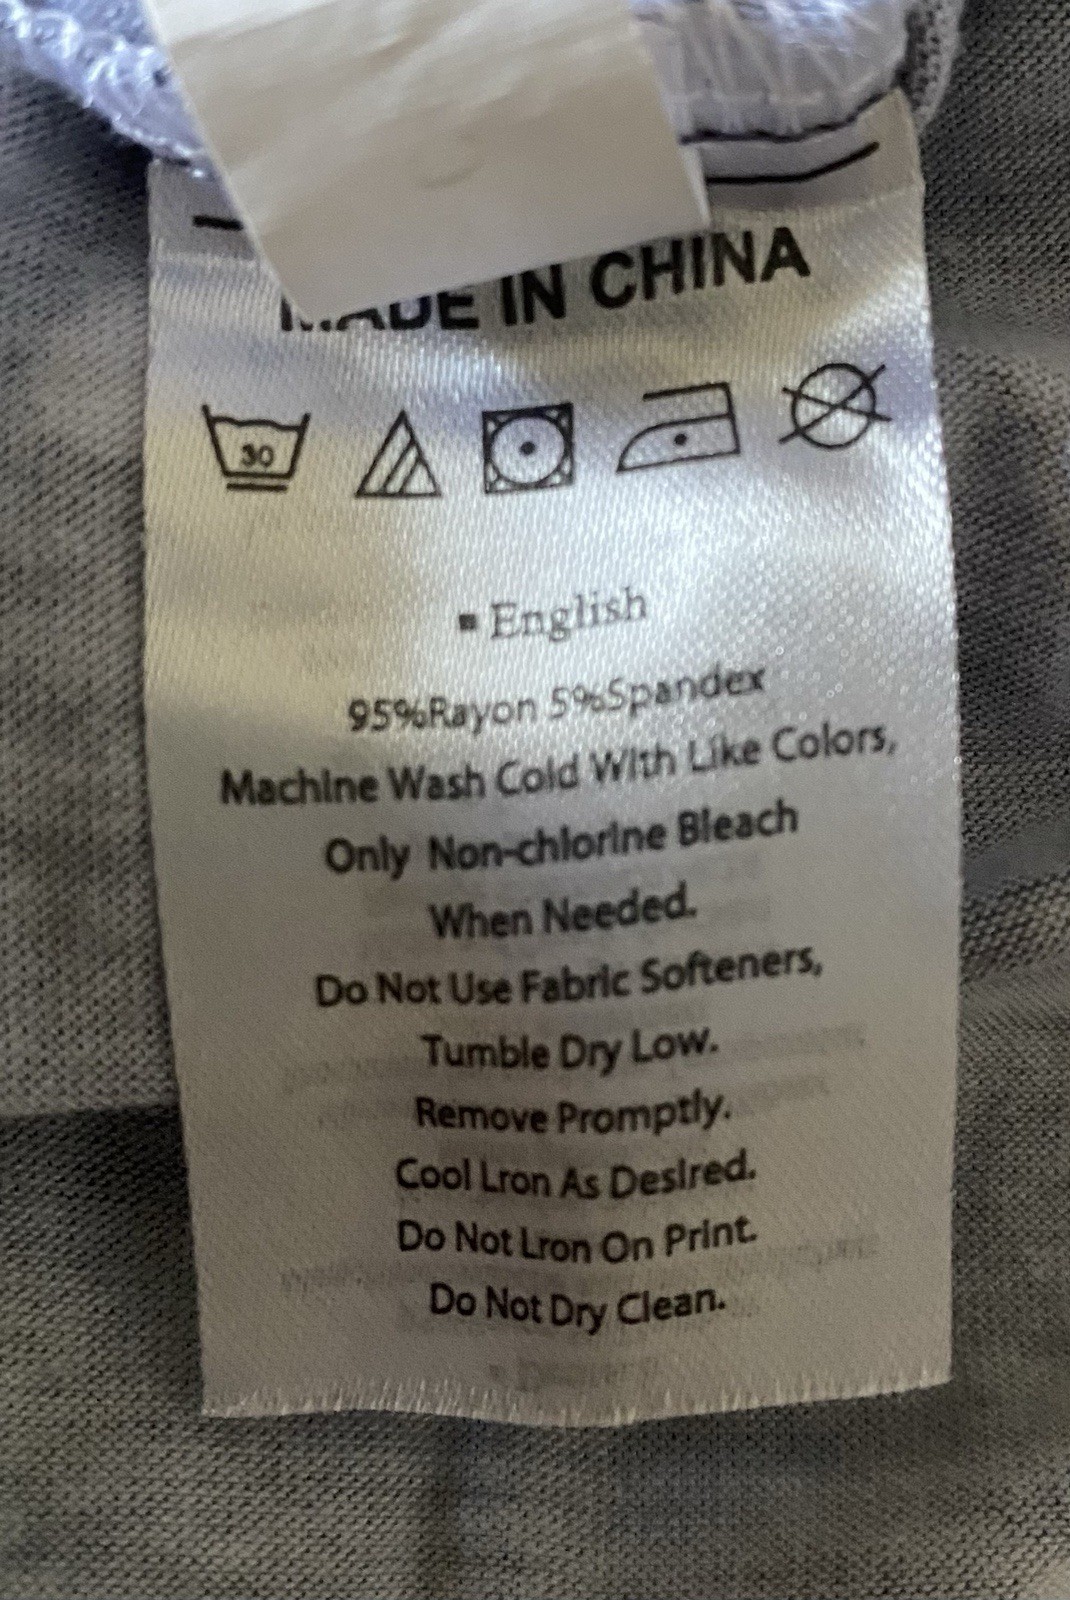 MADE IN CHINA
30
▪ English
95%Rayon 5%Spandex
Machine Wash Cold With Like Colors,
Only Non-chlorine Bleach
When Needed.
Do Not Use Fabric Softeners,
Tumble Dry Low.
Remove Promptly.
Cool Lron As Desired.
Do Not Lron On Print.
Do Not Dry Clean.